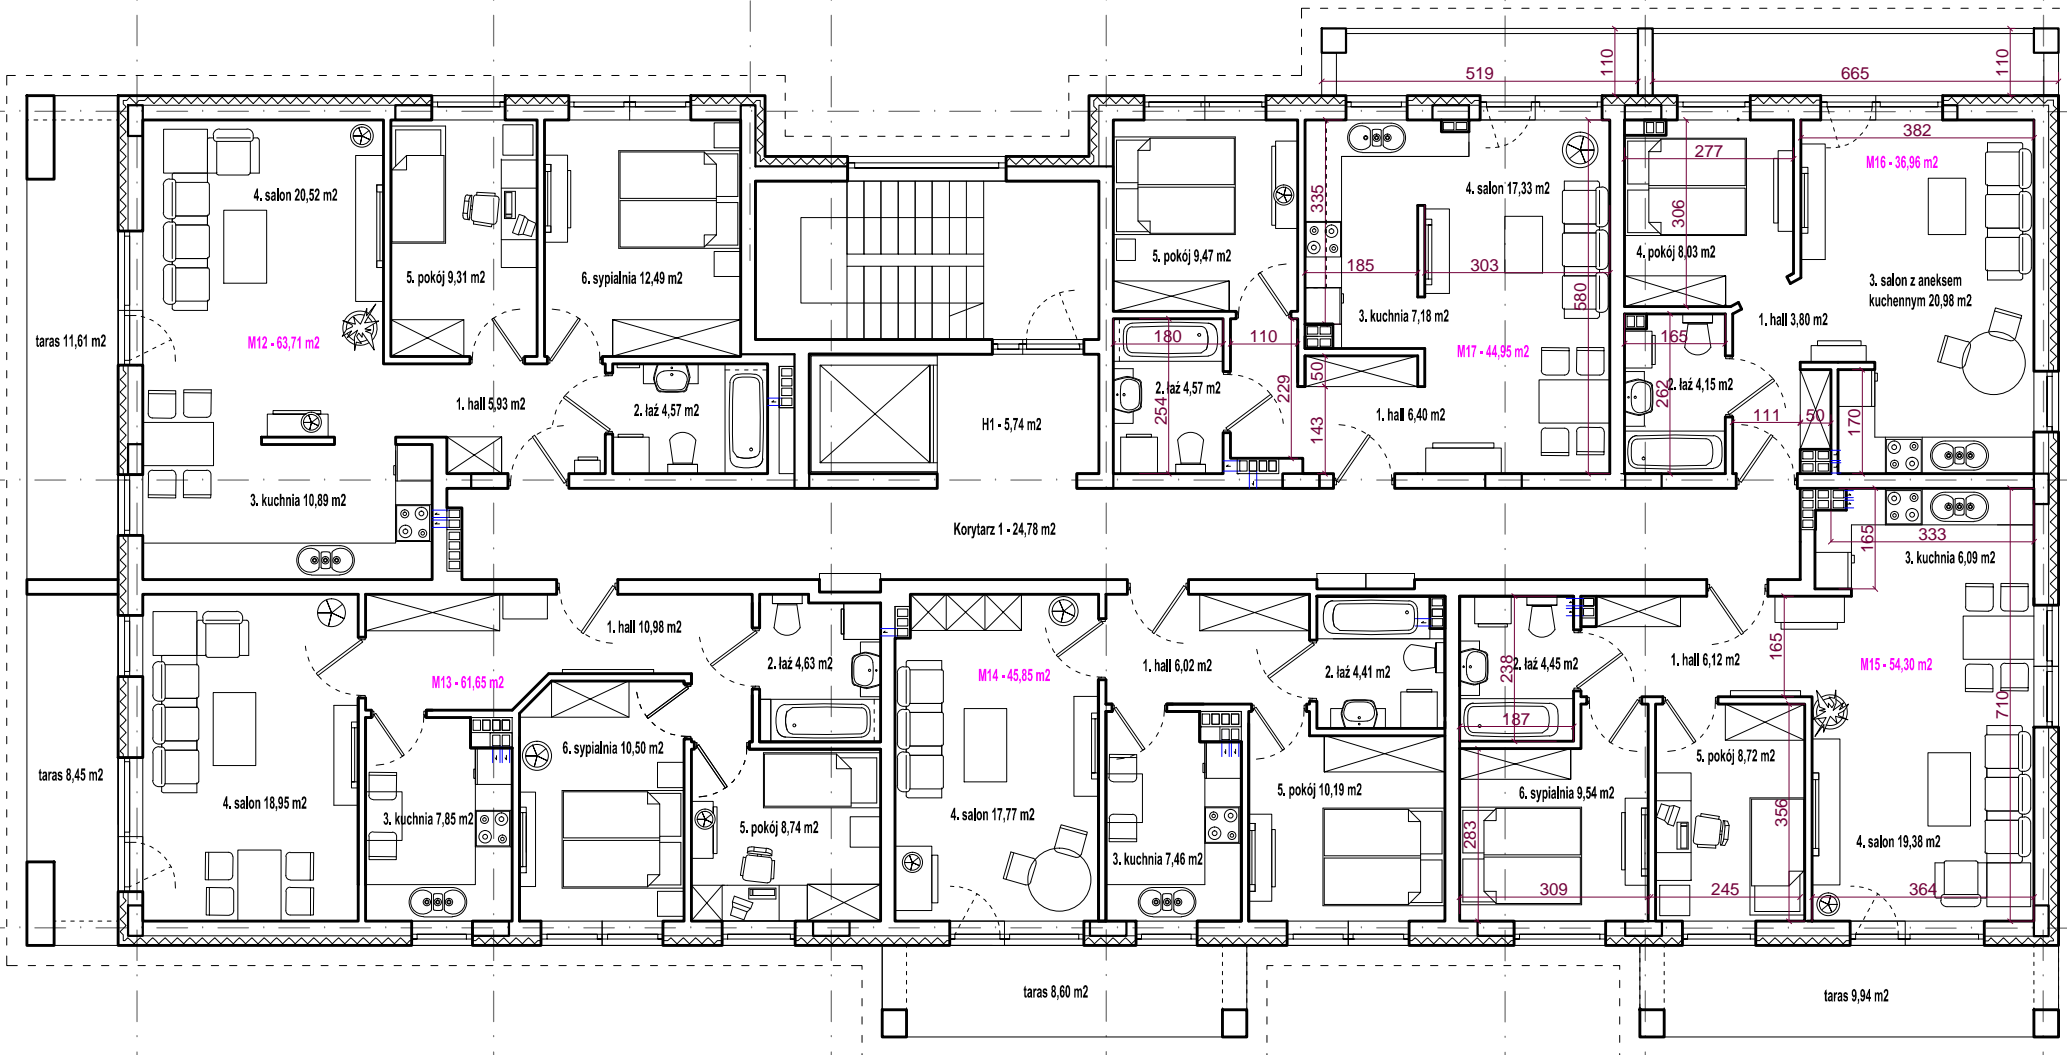 519
110
665
110
4. salon 20,52 m2
5. pokój 9,31 m2
6. sypialnia 12,49 m2
taras 11,61 m2
M12 - 63,71 m2
1. hall 5,93 m2
2. łaź 4,57 m2
3. kuchnia 10,89 m2
H1 - 5,74 m2
Korytarz 1 - 24,78 m2
5. pokój 9,47 m2
180
110
254
2. łaź 4,57 m2
229
335
4. salon 17,33 m2
185
303
580
3. kuchnia 7,18 m2
M17 - 44,95 m2
50
143
1. hall 6,40 m2
277
306
4. pokój 8,03 m2
165
262
2. łaź 4,15 m2
111
50
170
382
M16 - 36,96 m2
3. salon z aneksem
kuchennym 20,98 m2
1. hall 3,80 m2
165
333
3. kuchnia 6,09 m2
1. hall 10,98 m2
2. łaź 4,63 m2
M13 - 61,65 m2
6. sypialnia 10,50 m2
taras 8,45 m2
4. salon 18,95 m2
3. kuchnia 7,85 m2
5. pokój 8,74 m2
M14 - 45,85 m2
1. hall 6,02 m2
2. łaź 4,41 m2
4. salon 17,77 m2
3. kuchnia 7,46 m2
5. pokój 10,19 m2
238
2. łaź 4,45 m2
187
1. hall 6,12 m2
165
M15 - 54,30 m2
710
5. pokój 8,72 m2
6. sypialnia 9,54 m2
283
356
4. salon 19,38 m2
309
245
364
taras 8,60 m2
taras 9,94 m2